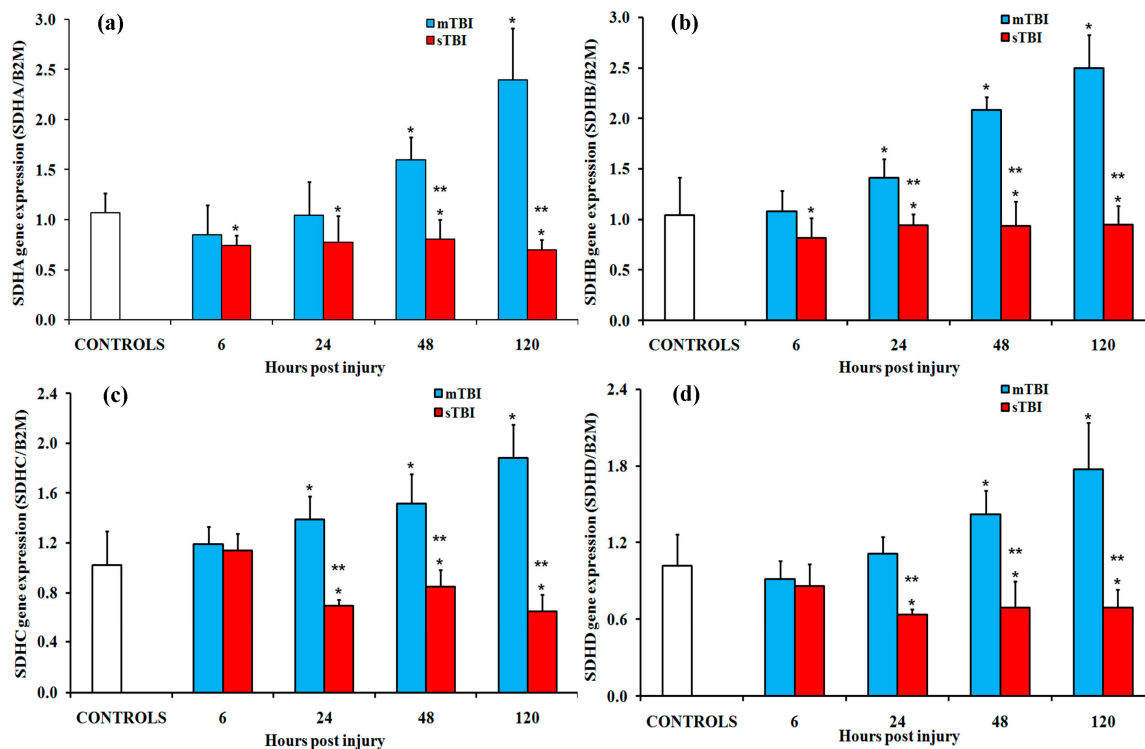 (a)
mTBI
sTBI
SDHA gene expression (SDHA/B2M)
3.0
2.5
2.0
1.5
1.0
0.5
0.0
* * * ** * * ** *
CONTROLS 6 24 48 120
Hours post injury
(b)
mTBI
sTBI
SDHB gene expression (SDHB/B2M)
3.0
2.5
2.0
1.5
1.0
0.5
0.0
* * ** * * ** * * ** *
CONTROLS 6 24 48 120
Hours post injury
(c)
mTBI
sTBI
SDHC gene expression (SDHC/B2M)
2.4
2.0
1.6
1.2
0.8
0.4
0.0
* ** * * ** * * ** *
CONTROLS 6 24 48 120
Hours post injury
(d)
mTBI
sTBI
SDHD gene expression (SDHD/B2M)
2.4
1.8
1.2
0.6
0.0
** * * ** * * ** *
CONTROLS 6 24 48 120
Hours post injury